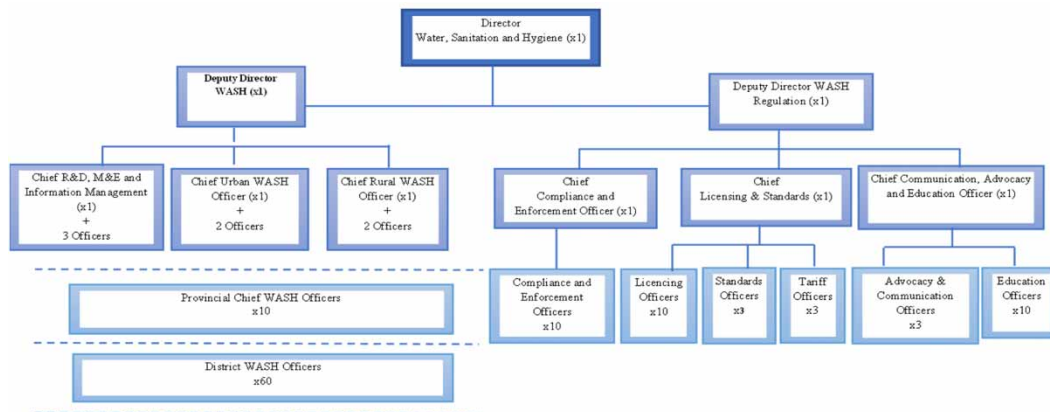 Director
Water, Sanitation and Hygiene (x1)
Deputy Director
WASH (x1)
Deputy Director WASH
Regulation (x1)
Chief R&D, M&E and
Information Management
(x1)
+
3 Officers
Chief Urban WASH
Officer (x1)
+
2 Officers
Chief Rural WASH
Officer (x1)
+
2 Officers
Chief
Compliance and
Enforcement Officer (x1)
Chief
Licensing & Standards (x1)
Chief Communication, Advocacy
and Education Officer (x1)
Compliance and
Enforcement
Officers
x10
Licencing
Officers
x10
Standards
Officers
x3
Tariff
Officers
x3
Advocacy &
Communication
Officers
x3
Education
Officers
x10
Provincial Chief WASH Officers
x10
District WASH Officers
x60